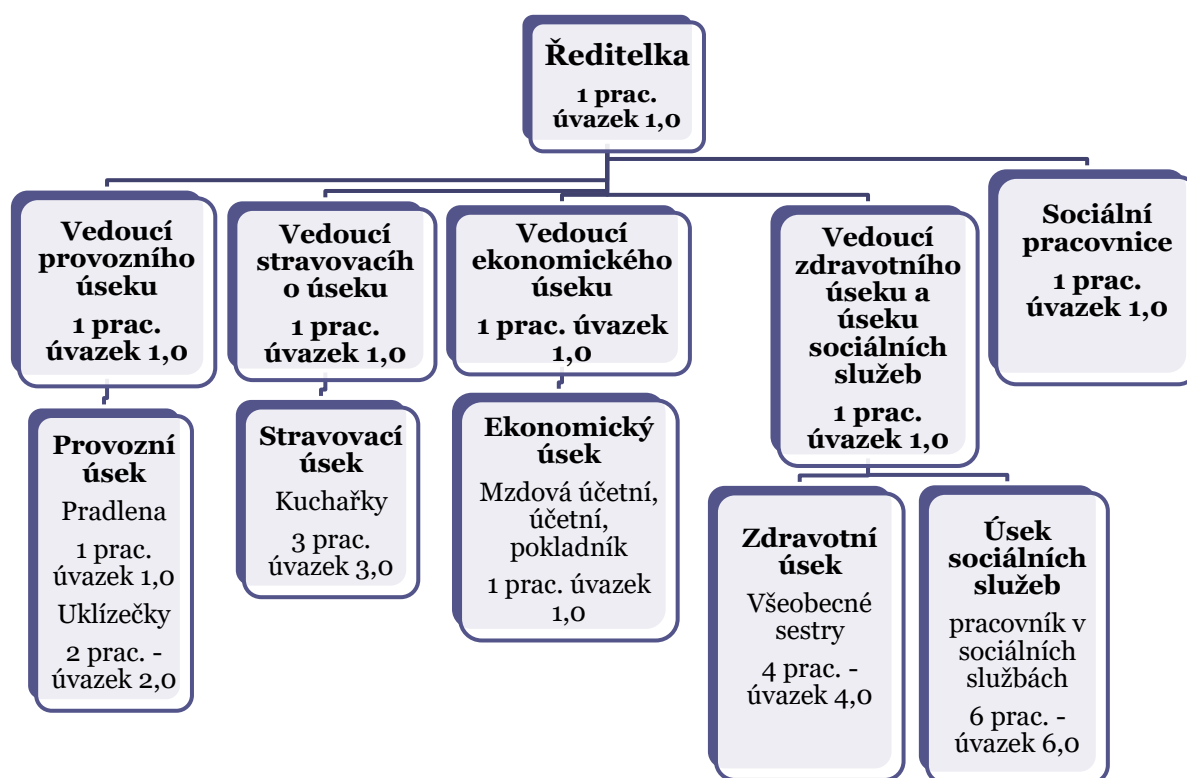 Ředitelka
1 prac.
úvazek 1,0
Vedoucí
provozního
úseku
1 prac.
úvazek 1,0
Vedoucí
stravovacíh
o úseku
1 prac.
úvazek 1,0
Vedoucí
ekonomického
úseku
1 prac. úvazek
1,0
Vedoucí
zdravotního
úseku a
úseku
sociálních
služeb
1 prac.
úvazek 1,0
Sociální
pracovnice
1 prac.
úvazek 1,0
Provozní
úsek
Pradlena
1 prac.
úvazek 1,0
Uklízečky
2 prac. -
úvazek 2,0
Stravovací
úsek
Kuchařky
3 prac.
úvazek 3,0
Ekonomický
úsek
Mzdová účetní,
účetní,
pokladník
1 prac. úvazek
1,0
Zdravotní
úsek
Všeobecné
sestry
4 prac. -
úvazek 4,0
Úsek
sociálních
služeb
pracovník v
sociálních
službách
6 prac. -
úvazek 6,0